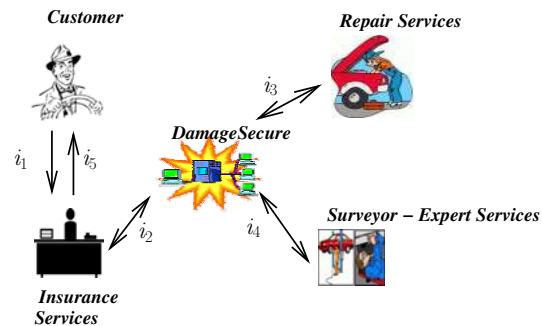 Customer
Repair Services
i3
DamageSecure
i1
i5
i2
i4
Surveyor – Expert Services
Insurance
Services